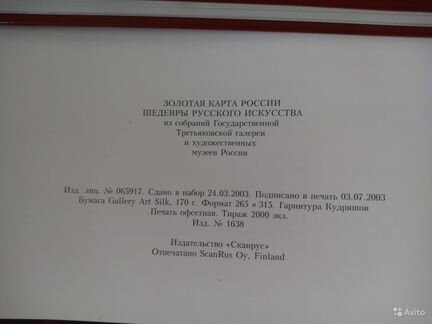 ЗОЛОТАЯ КАРТА РОССИИ
ШЕДЕВРЫ РУССКОГО ИСКУССТВА
из собраний Государственной
Третьяковской галереи
и художественных
музеев России
Изд. лиц. № 065917. Сдано в набор 24.03.2003. Подписано в печать 03.07.2003
Бумага Gallery Art Silk, 170 г. Формат 265 × 315. Гарнитура Кудряшов
Печать офсетная. Тираж 2000 экз.
Изд. № 1638
Издательство «Сканрус»
Отпечатано ScanRus Oy, Finland
Avito